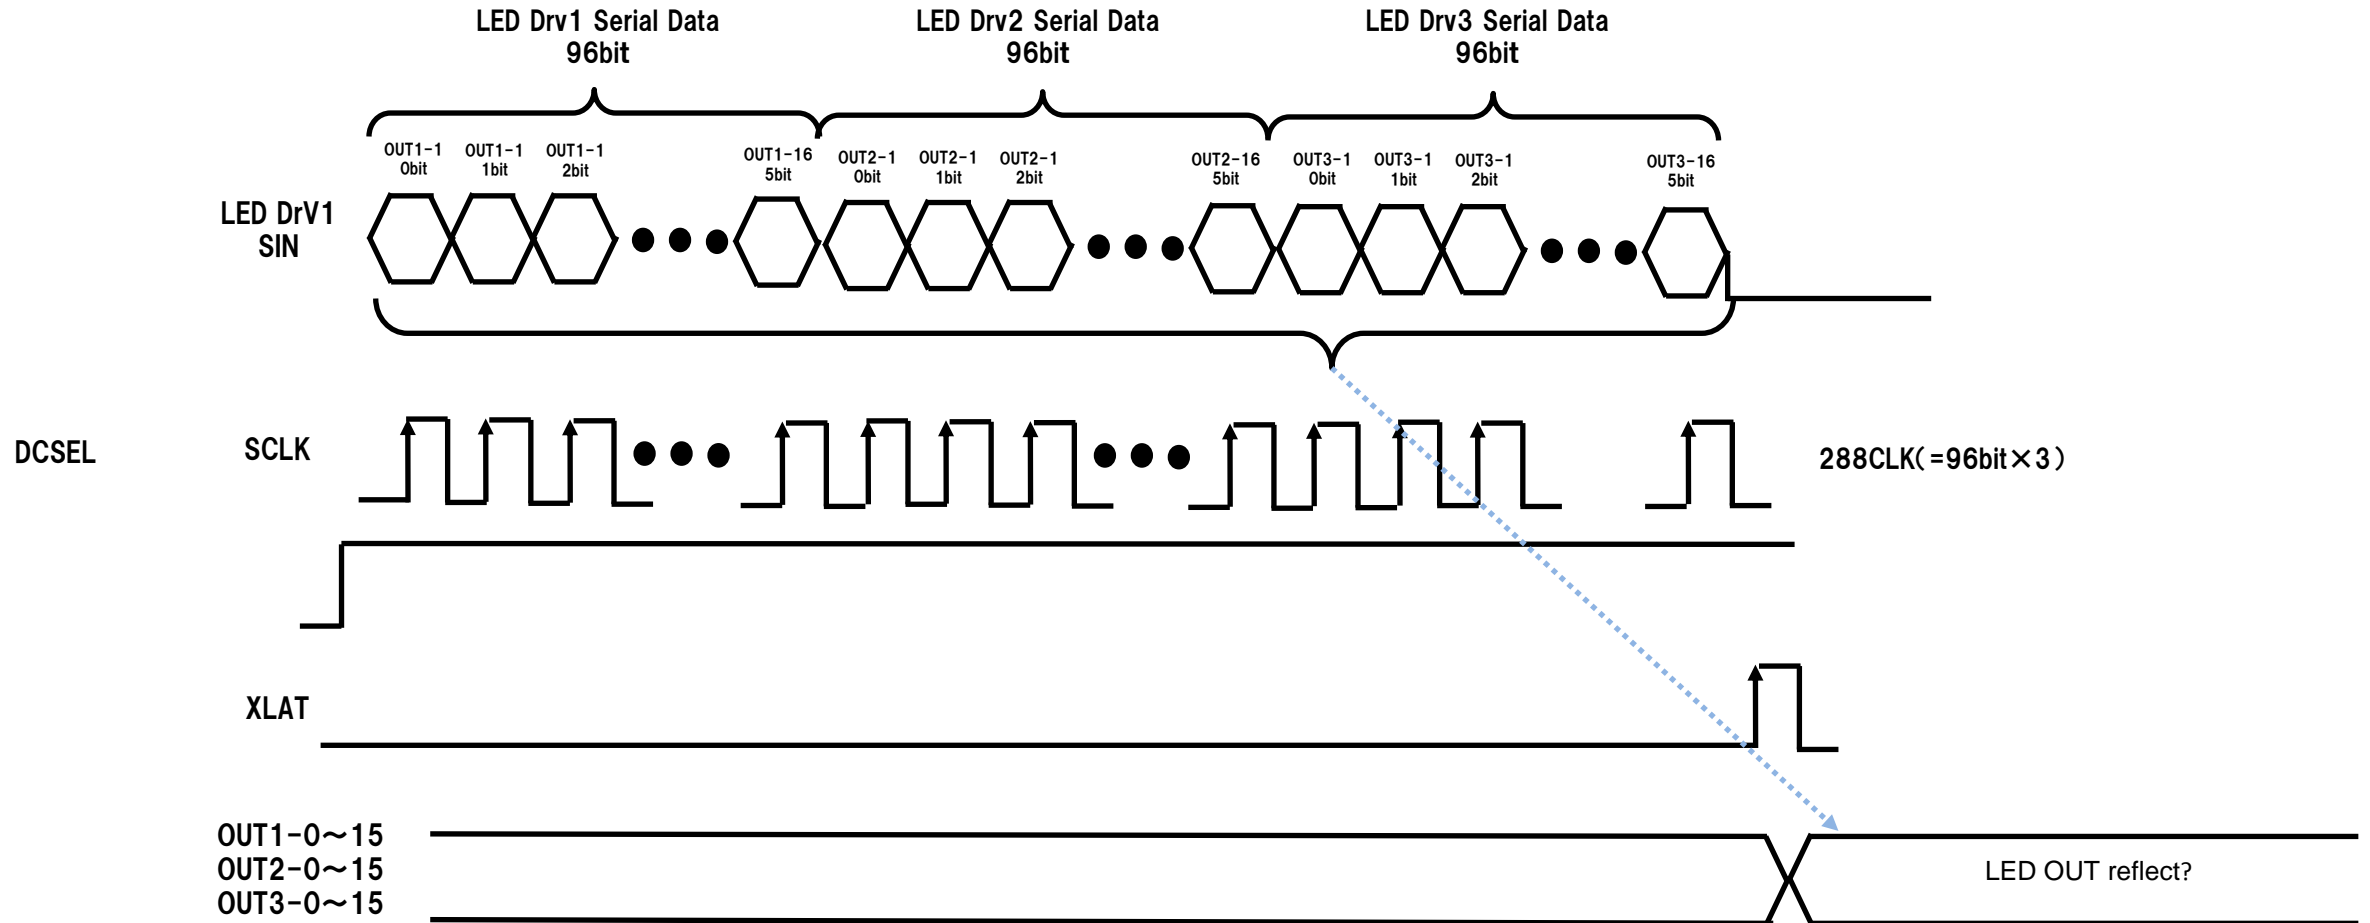 LED Drv1 Serial Data
96bit
LED Drv2 Serial Data
96bit
LED Drv3 Serial Data
96bit
OUT1-1
0bit
OUT1-1
1bit
OUT1-1
2bit
OUT1-16
5bit
OUT2-1
0bit
OUT2-1
1bit
OUT2-1
2bit
OUT2-16
5bit
OUT3-1
0bit
OUT3-1
1bit
OUT3-1
2bit
OUT3-16
5bit
LED DrV1
SIN
DCSEL
SCLK
288CLK(=96bit×3)
XLAT
OUT1-0～15
OUT2-0～15
OUT3-0～15
LED OUT reflect?